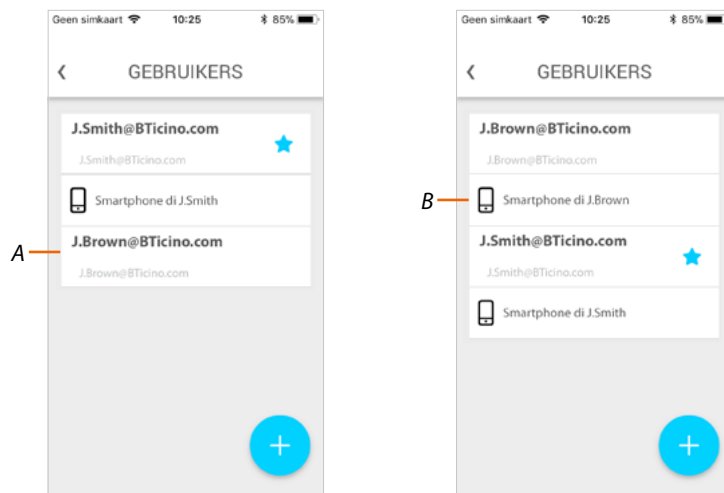 Geen simkaart 10:25 85%
GEBRUIKERS
J.Smith@BTicino.com
J.Smith@BTicino.com
Smartphone di J.Smith
A
J.Brown@BTicino.com
J.Brown@BTicino.com
Geen simkaart 10:25 85%
GEBRUIKERS
J.Brown@BTicino.com
J.Brown@BTicino.com
B
Smartphone di J.Brown
J.Smith@BTicino.com
J.Smith@BTicino.com
Smartphone di J.Smith